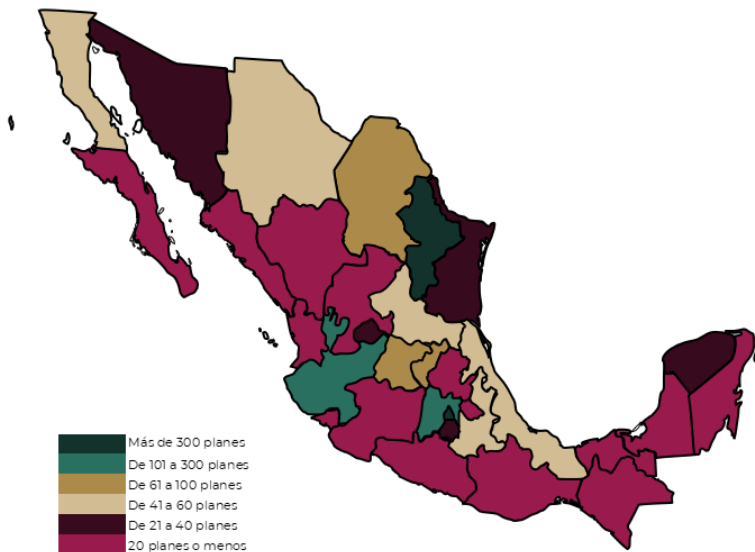 Más de 300 planes
De 101 a 300 planes
De 61 a 100 planes
De 41 a 60 planes
De 21 a 40 planes
20 planes o menos